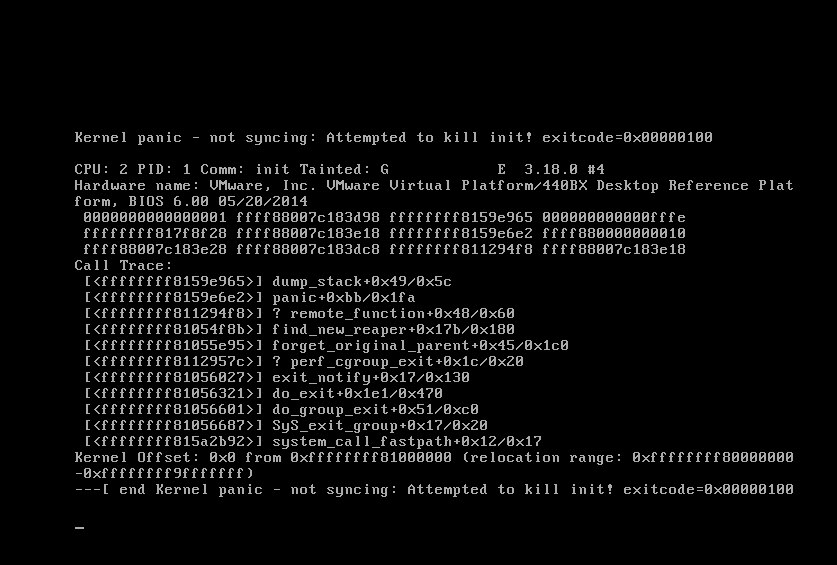 Kernel panic - not syncing: Attempted to kill init! exitcode=0x00000100
CPU: 2 PID: 1 Comm: init Tainted: G            E  3.18.0 #4
Hardware name: VMware, Inc. VMware Virtual Platform/440BX Desktop Reference Plat
form, BIOS 6.00 05/20/2014
 0000000000000001 ffff88007c183d98 ffffffff8159e965 000000000000fffe
 ffffffff817f8f28 ffff88007c183e18 ffffffff8159e6e2 ffff880000000010
 ffff88007c183e28 ffff88007c183dc8 ffffffff811294f8 ffff88007c183e18
Call Trace:
 [<ffffffff8159e965>] dump_stack+0x49/0x5c
 [<ffffffff8159e6e2>] panic+0xbb/0x1fa
 [<ffffffff811294f8>] ? remote_function+0x48/0x60
 [<ffffffff81054f8b>] find_new_reaper+0x17b/0x180
 [<ffffffff81055e95>] forget_original_parent+0x45/0x1c0
 [<ffffffff8112957c>] ? perf_cgroup_exit+0x1c/0x20
 [<ffffffff81056027>] exit_notify+0x17/0x130
 [<ffffffff81056321>] do_exit+0x1e1/0x470
 [<ffffffff81056601>] do_group_exit+0x51/0xc0
 [<ffffffff81056687>] SyS_exit_group+0x17/0x20
 [<ffffffff815a2b92>] system_call_fastpath+0x12/0x17
Kernel Offset: 0x0 from 0xffffffff81000000 (relocation range: 0xffffffff80000000
-0xffffffff9fffffff)
---[ end Kernel panic - not syncing: Attempted to kill init! exitcode=0x00000100